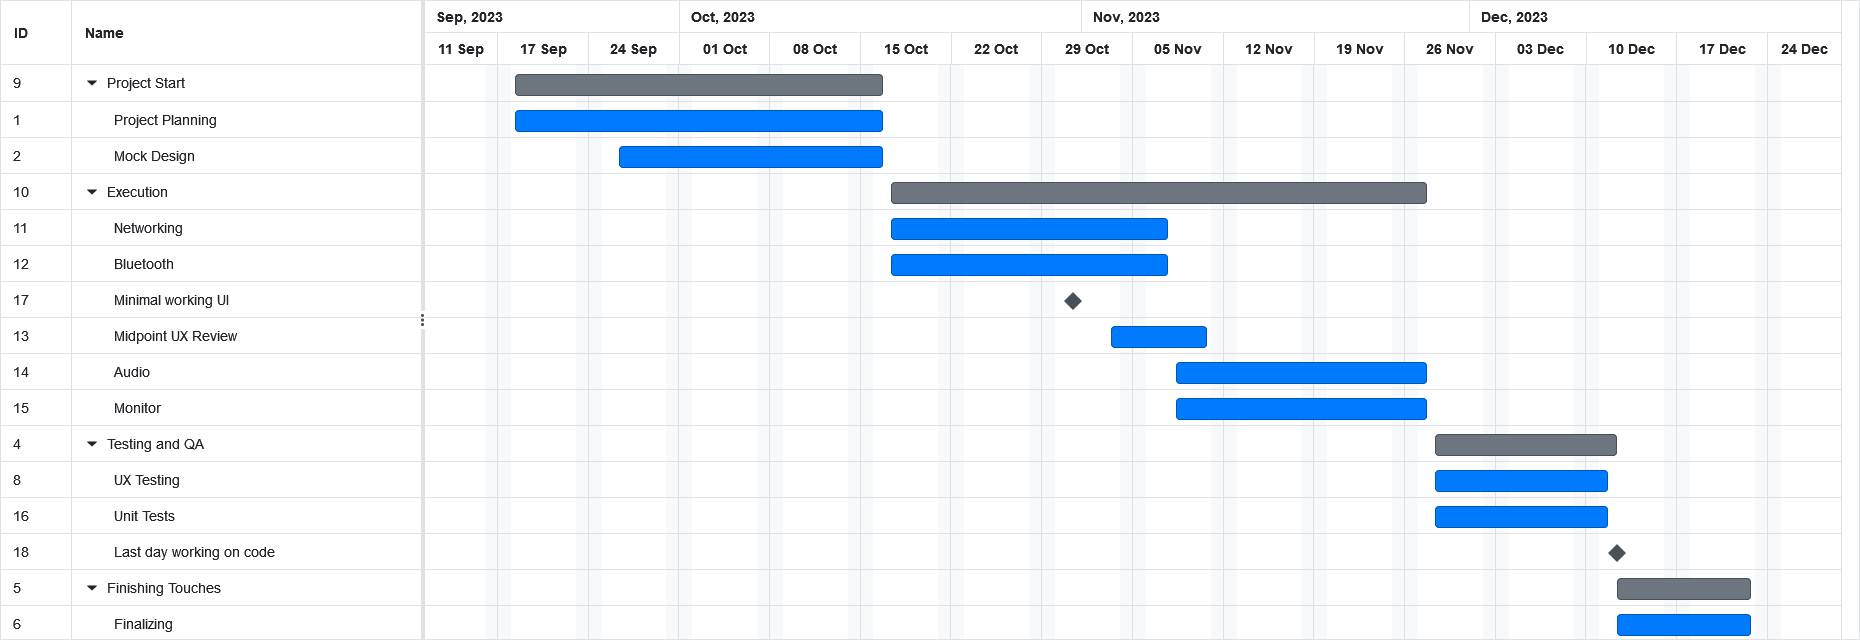 ID Name Sep, 2023 Oct, 2023 Nov, 2023 Dec, 2023
11 Sep 17 Sep 24 Sep 01 Oct 08 Oct 15 Oct 22 Oct 29 Oct 05 Nov 12 Nov 19 Nov 26 Nov 03 Dec 10 Dec 17 Dec 24 Dec
9 Project Start
1 Project Planning
2 Mock Design
10 Execution
11 Networking
12 Bluetooth
17 Minimal working UI
13 Midpoint UX Review
14 Audio
15 Monitor
4 Testing and QA
8 UX Testing
16 Unit Tests
18 Last day working on code
5 Finishing Touches
6 Finalizing